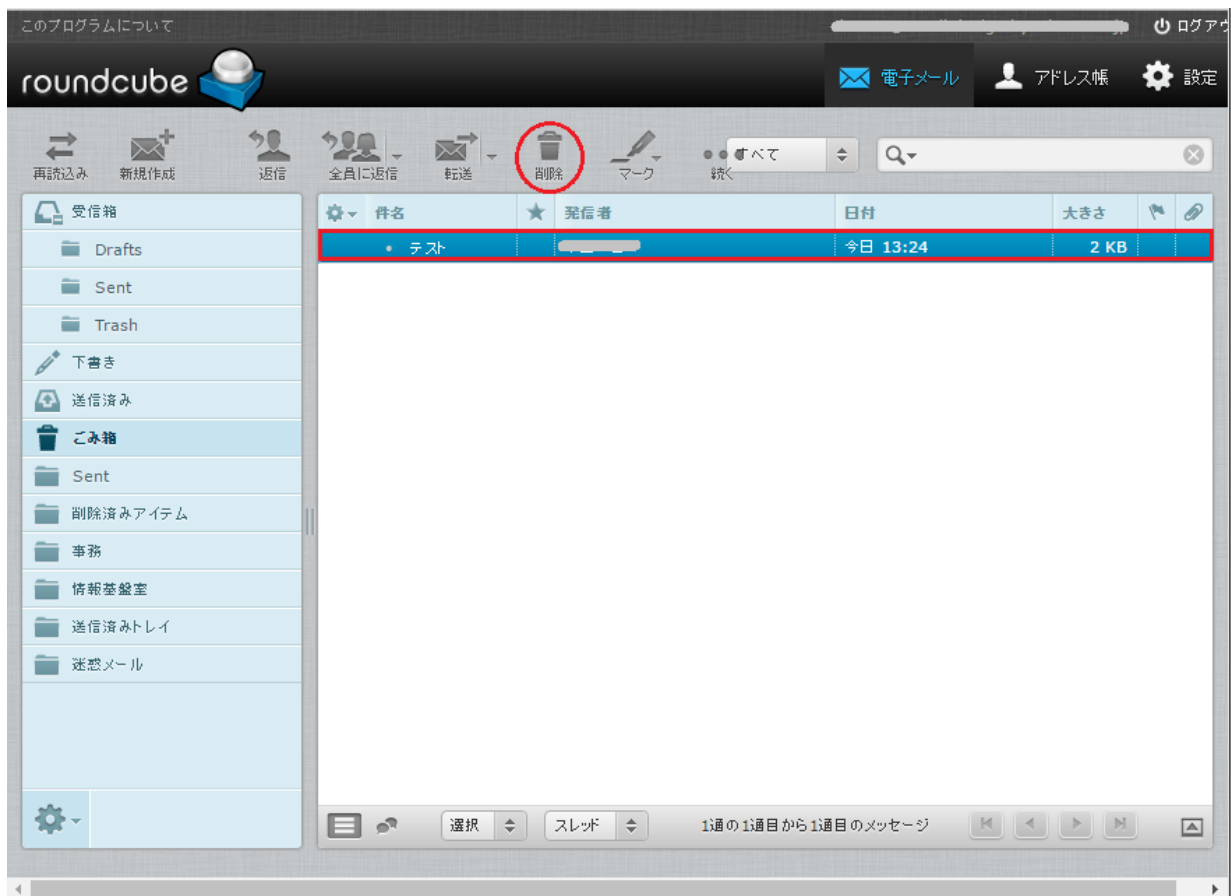 このプログラムについて
ログアウ
roundcube
電子メール アドレス帳 設定
再読込み 新規作成 返信 全員に返信 転送 削除 マーク 続く すべて
受信箱
Drafts
Sent
Trash
下書き
送信済み
ごみ箱
Sent
削除済みアイテム
事務
情報基盤室
送信済みトレイ
迷惑メール
件名 発信者 日付 大きさ
テスト 今日 13:24 2 KB
選択 スレッド 1通の1通目から1通目のメッセージ